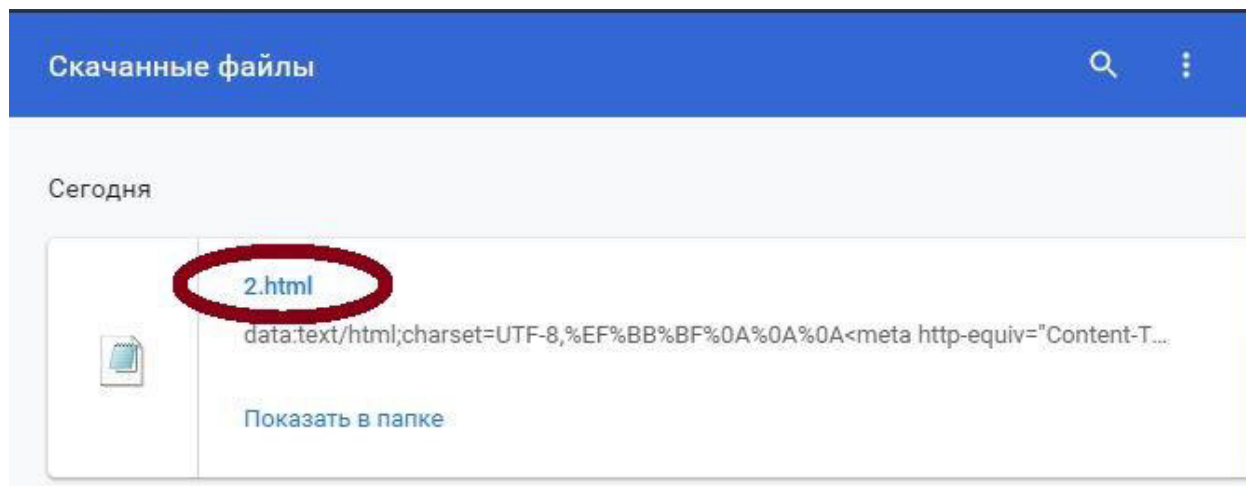 Скачанные файлы
Сегодня
2.html
data:text/html;charset=UTF-8,%EF%BB%BF%0A%0A%0A<meta http-equiv="Content-T...
Показать в папке